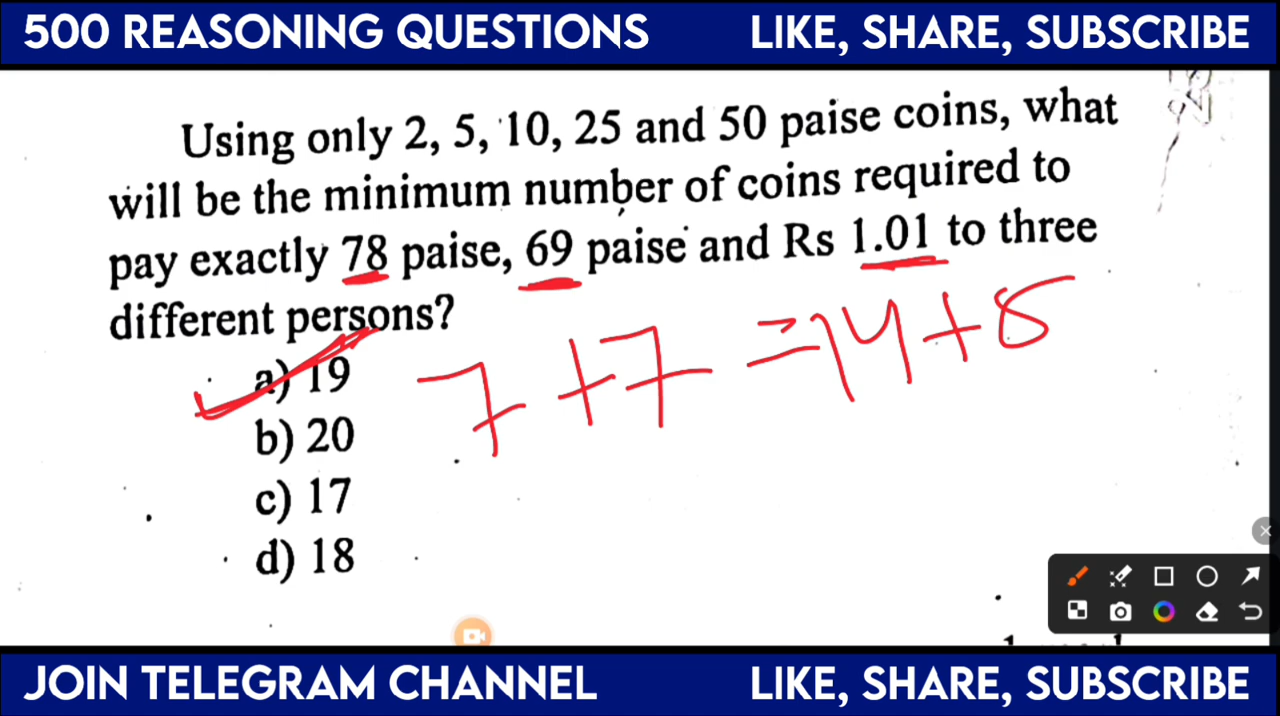 500 REASONING QUESTIONS LIKE, SHARE, SUBSCRIBE
Using only 2, 5, 10, 25 and 50 paise coins, what
will be the minimum number of coins required to
pay exactly 78 paise, 69 paise and Rs 1.01 to three
different persons?
a) 19
7 + 7 = 14 + 8
b) 20
c) 17
d) 18
JOIN TELEGRAM CHANNEL LIKE, SHARE, SUBSCRIBE